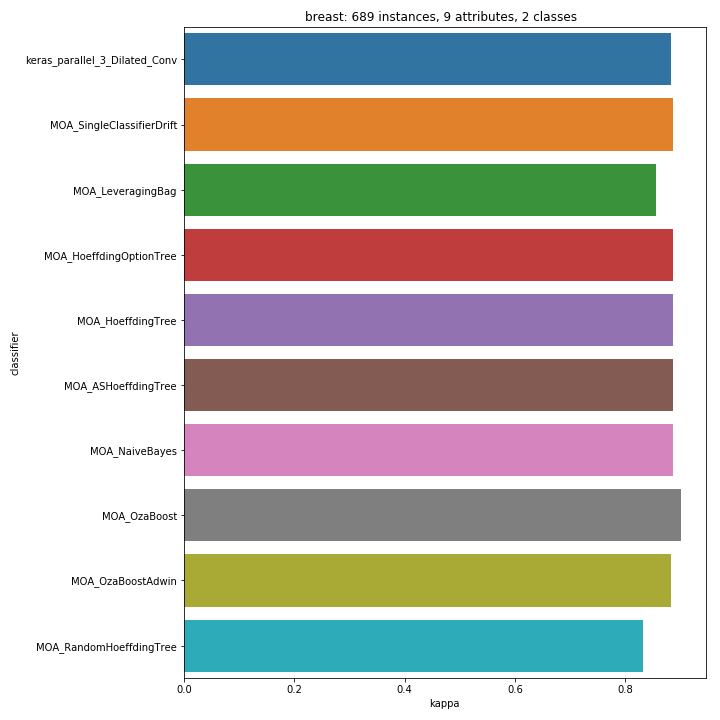 breast: 689 instances, 9 attributes, 2 classes
keras_parallel_3_Dilated_Conv
MOA_SingleClassifierDrift
MOA_LeveragingBag
MOA_HoeffdingOptionTree
MOA_HoeffdingTree
MOA_ASHoeffdingTree
MOA_NaiveBayes
MOA_OzaBoost
MOA_OzaBoostAdwin
MOA_RandomHoeffdingTree
classifier
0.0 0.2 0.4 0.6 0.8
kappa